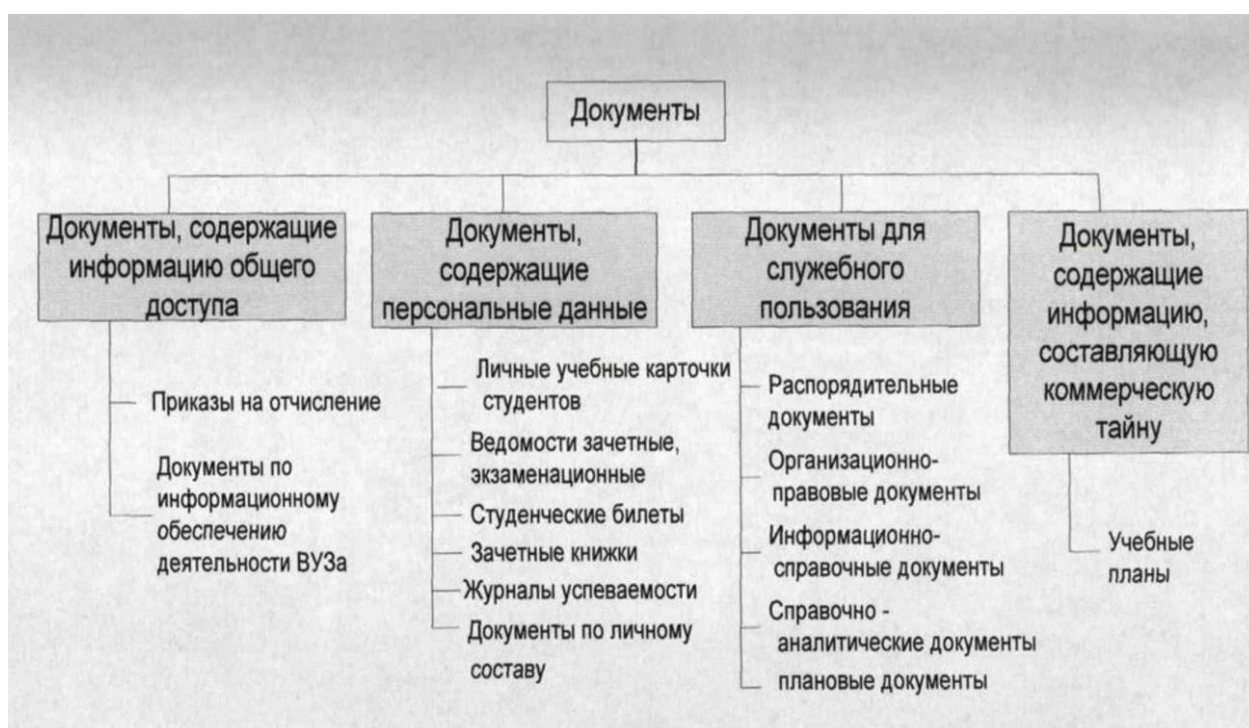 Документы
Документы, содержащие
информацию общего
доступа
Приказы на отчисление
Документы по
информационному
обеспечению
деятельности ВУЗа
Документы,
содержащие
персональные данные
Личные учебные карточки
студентов
Ведомости зачетные,
экзаменационные
Студенческие билеты
Зачетные книжки
Журналы успеваемости
Документы по личному
составу
Документы для
служебного
пользования
Распорядительные
документы
Организационно-
правовые документы
Информационно-
справочные документы
Справочно -
аналитические документы
плановые документы
Документы,
содержащие
информацию,
составляющую
коммерческую
тайну
Учебные
планы